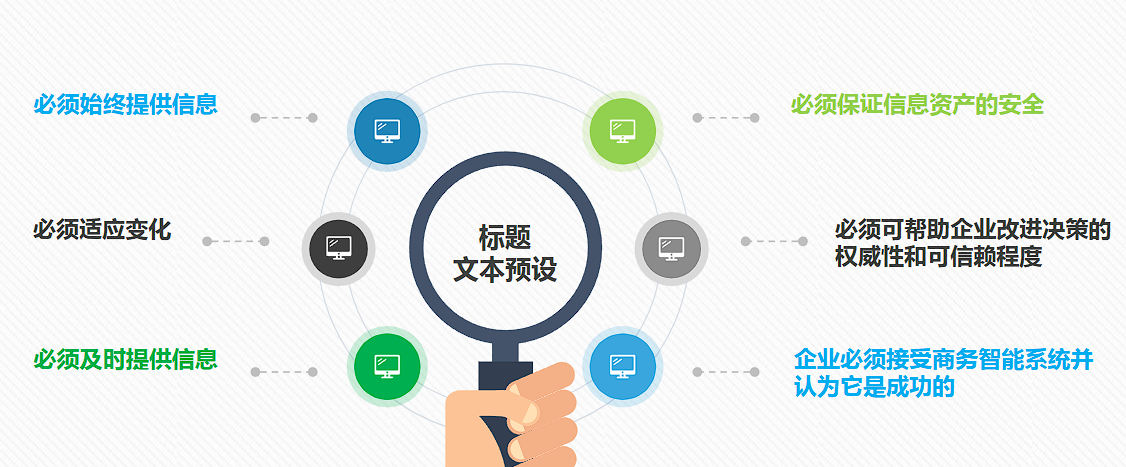 必须始终提供信息
必须保证信息资产的安全
必须适应变化
标题
文本预设
必须可帮助企业改进决策的
权威性和可信赖程度
必须及时提供信息
企业必须接受商务智能系统并
认为它是成功的